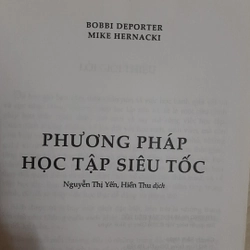 BOBBI DEPORTER
MIKE HERNACKI
PHƯƠNG PHÁP
HỌC TẬP SIÊU TỐC
Nguyễn Thị Yến, Hiền Thu dịch